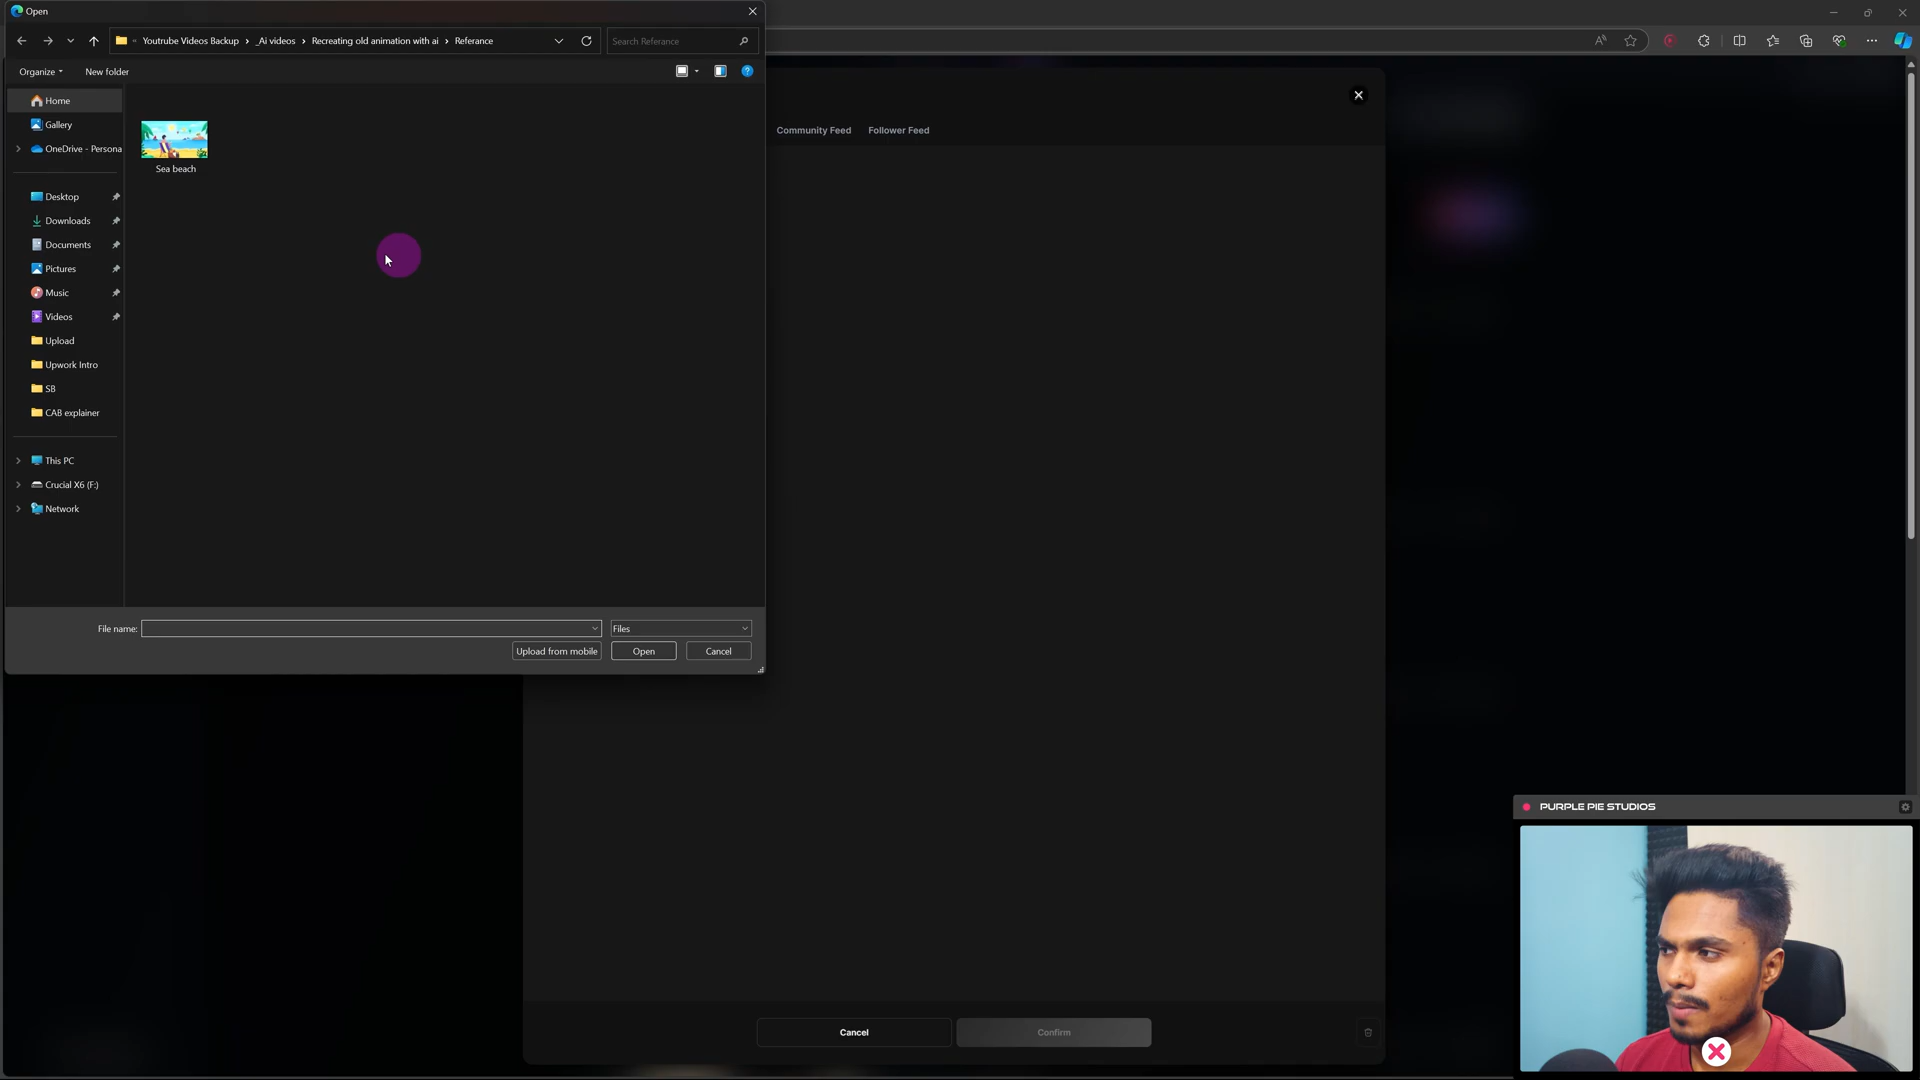 Open
« Youtrube Videos Backup › _Ai videos › Recreating old animation with ai › Referance
Search Referance
Organize
New folder
Home
Gallery
OneDrive - Persona
Desktop
Downloads
Documents
Pictures
Music
Videos
Upload
Upwork Intro
SB
CAB explainer
This PC
Crucial X6 (F:)
Network
Sea beach
File name:
Files
Upload from mobile
Open
Cancel
Community Feed
Follower Feed
Cancel
Confirm
PURPLE PIE STUDIOS